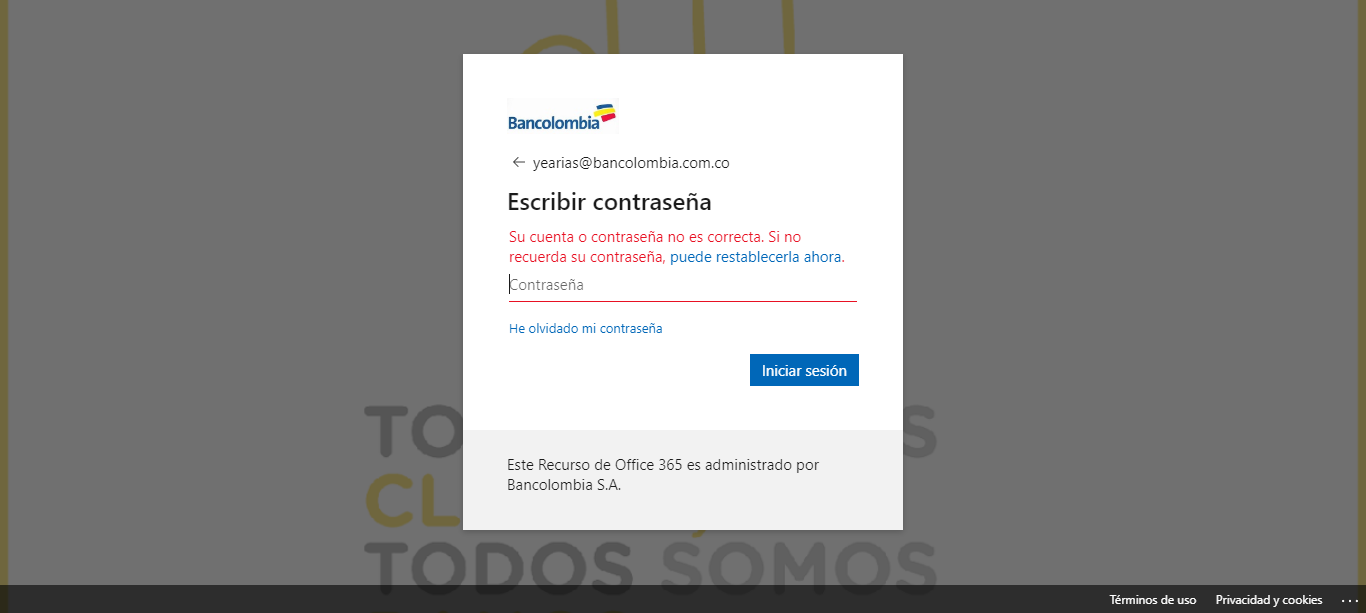 Bancolombia
yearias@bancolombia.com.co
Escribir contraseña
Su cuenta o contraseña no es correcta. Si no
recuerda su contraseña, puede restablecerla ahora.
Contraseña
He olvidado mi contraseña
Iniciar sesión
Este Recurso de Office 365 es administrado por
Bancolombia S.A.
TODOS SOMOS
Términos de uso Privacidad y cookies ...